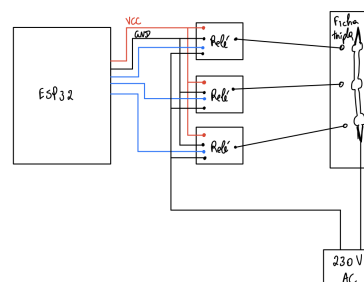 VCC
GND
ESP32
Relé
Relé
Relé
Ficha
tripla
230 V
AC